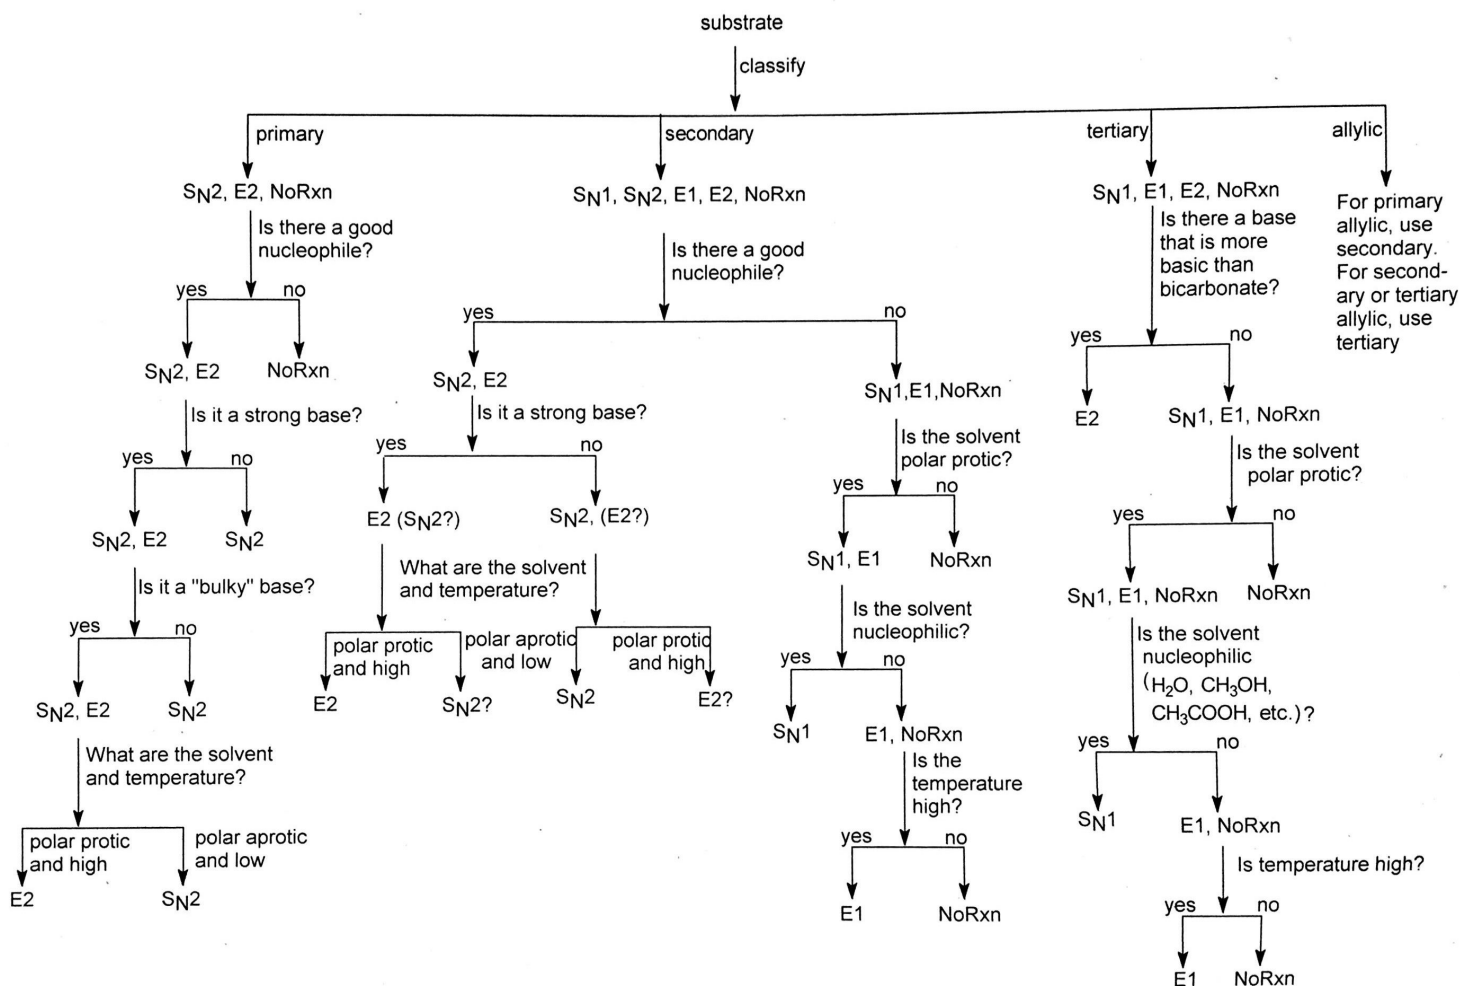 substrate
classify
primary
secondary
tertiary
allylic
SN2, E2, NoRxn
Is there a good
nucleophile?
yes
no
SN2, E2
NoRxn
Is it a strong base?
yes
no
SN2, E2
SN2
Is it a "bulky" base?
yes
no
SN2, E2
SN2
What are the solvent
and temperature?
polar protic
and high
polar aprotic
and low
E2
SN2
SN1, SN2, E1, E2, NoRxn
Is there a good
nucleophile?
yes
no
SN2, E2
Is it a strong base?
yes
no
E2 (SN2?)
SN2, (E2?)
What are the solvent
and temperature?
polar protic
and high
polar aprotic
and low
polar protic
and high
E2
SN2?
SN2
E2?
SN1,E1,NoRxn
Is the solvent
polar protic?
yes
no
SN1, E1
NoRxn
Is the solvent
nucleophilic?
yes
no
SN1
E1, NoRxn
Is the
temperature
high?
yes
no
E1
NoRxn
SN1, E1, E2, NoRxn
Is there a base
that is more
basic than
bicarbonate?
yes
no
E2
SN1, E1, NoRxn
Is the solvent
polar protic?
yes
no
SN1, E1, NoRxn
NoRxn
Is the solvent
nucleophilic
(H2O, CH3OH,
CH3COOH, etc.)?
yes
no
SN1
E1, NoRxn
Is temperature high?
yes
no
E1
NoRxn
For primary
allylic, use
secondary.
For second-
ary or tertiary
allylic, use
tertiary